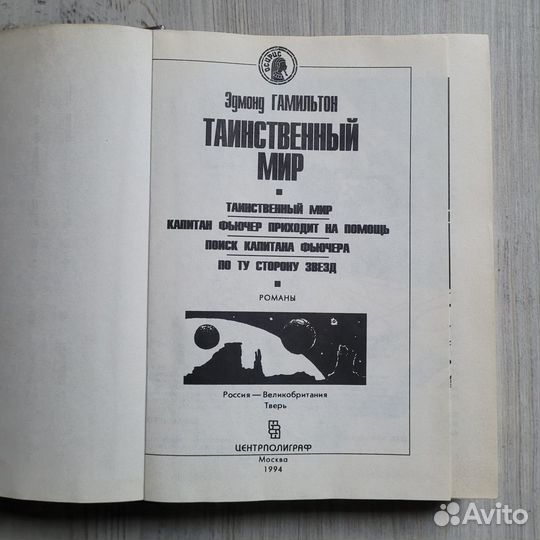 ОСИРИС
Эдмонд ГАМИЛЬТОН
ТАИНСТВЕННЫЙ
МИР
ТАИНСТВЕННЫЙ МИР
КАПИТАН ФЬЮЧЕР ПРИХОДИТ НА ПОМОЩЬ
ПОИСК КАПИТАНА ФЬЮЧЕРА
ПО ТУ СТОРОНУ ЗВЕЗД
РОМАНЫ
Россия — Великобритания
Тверь
ЦЕНТРПОЛИГРАФ
Москва
1994
Avito